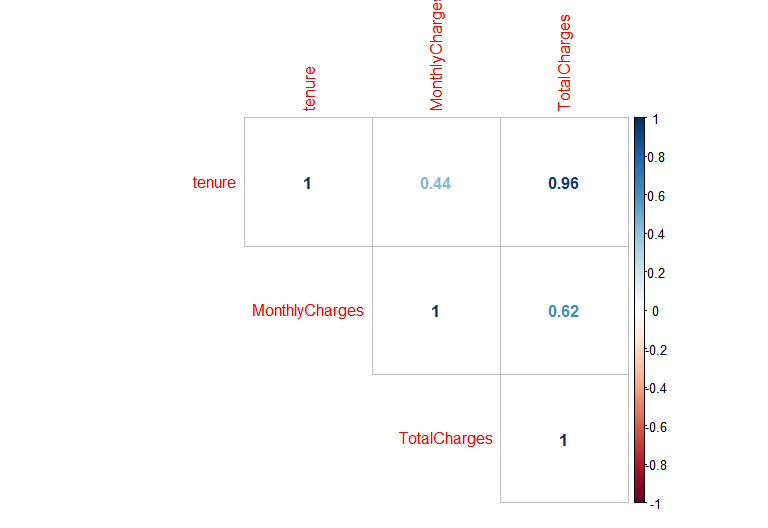 tenure
MonthlyCharges
TotalCharges
tenure 1 0.44 0.96
MonthlyCharges 1 0.62
TotalCharges 1
1
0.8
0.6
0.4
0.2
0
-0.2
-0.4
-0.6
-0.8
-1